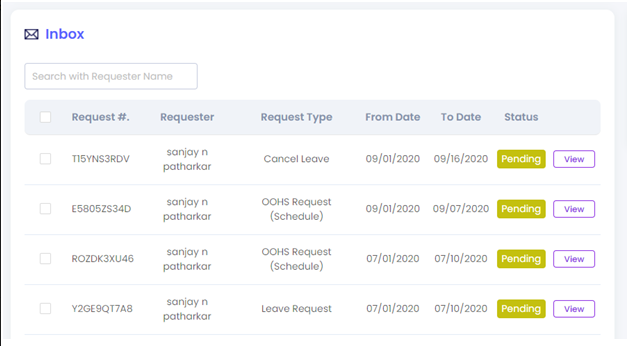 Inbox
Search with Requester Name
Request #. Requester Request Type From Date To Date Status
T15YNS3RDV sanjay n patharkar Cancel Leave 09/01/2020 09/16/2020 Pending View
E5805ZS34D sanjay n patharkar OOHS Request (Schedule) 09/01/2020 09/07/2020 Pending View
ROZDK3XU46 sanjay n patharkar OOHS Request (Schedule) 07/01/2020 07/10/2020 Pending View
Y2GE9QT7A8 sanjay n patharkar Leave Request 07/01/2020 07/10/2020 Pending View